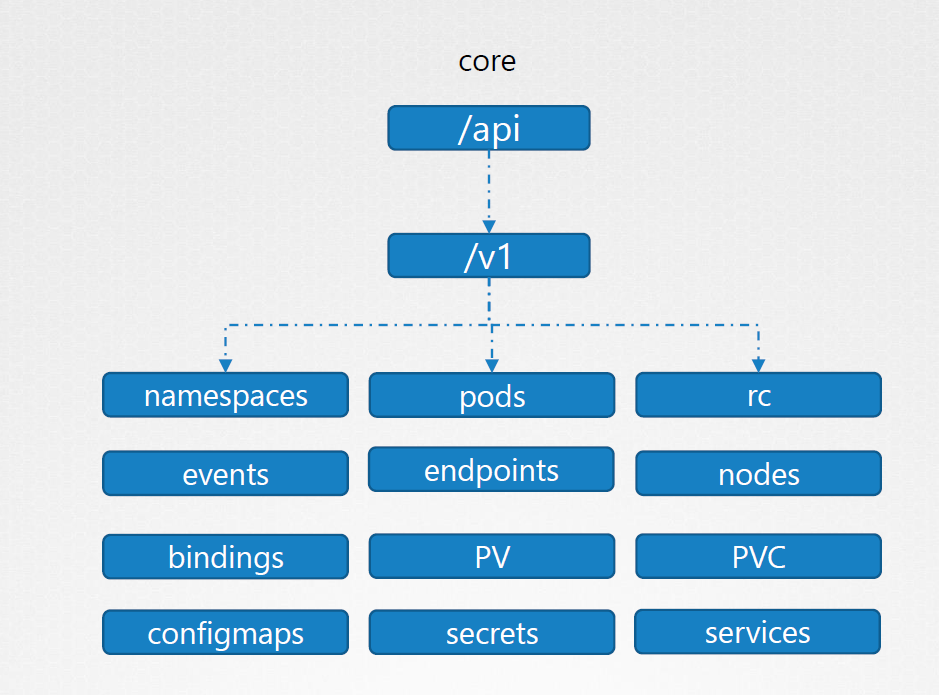 core
/api
/v1
namespaces
pods
rc
events
endpoints
nodes
bindings
PV
PVC
configmaps
secrets
services